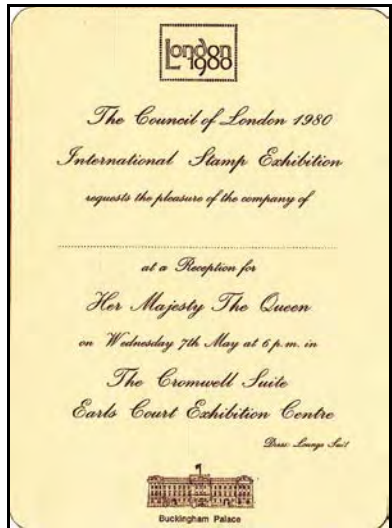 London
1980
The Council of London 1980
International Stamp Exhibition
requests the pleasure of the company of
at a Reception for
Her Majesty The Queen
on Wednesday 7th May at 6 p.m. in
The Cromwell Suite
Earls Court Exhibition Centre
Dress: Lounge Suit
Buckingham Palace